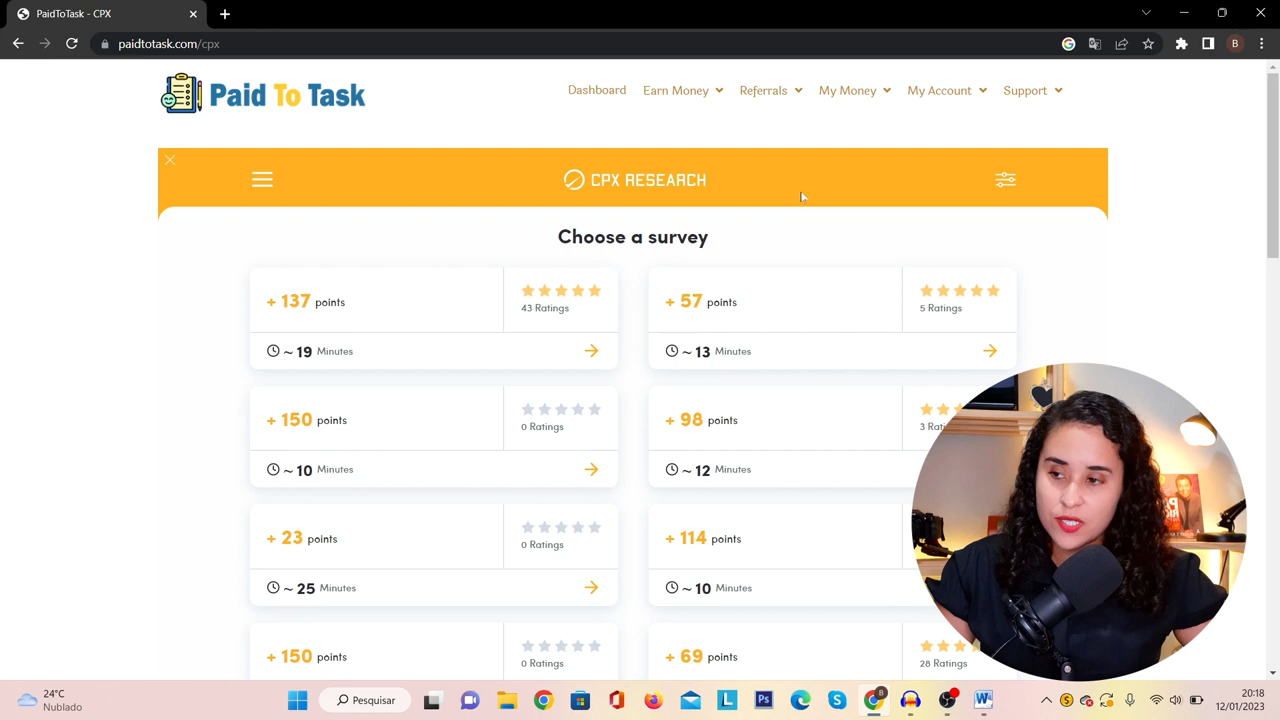 PaidToTask - CPX
paidtotask.com/cpx
B
Paid To Task
Dashboard
Earn Money
Referrals
My Money
My Account
Support
CPX RESEARCH
Choose a survey
+ 137 points
43 Ratings
~ 19 Minutes
+ 57 points
5 Ratings
~ 13 Minutes
+ 150 points
0 Ratings
~ 10 Minutes
+ 98 points
~ 12 Minutes
+ 23 points
0 Ratings
~ 25 Minutes
+ 114 points
~ 10 Minutes
+ 150 points
0 Ratings
+ 69 points
28 Ratings
24°C
Nublado
Pesquisar
20:18
12/01/2023